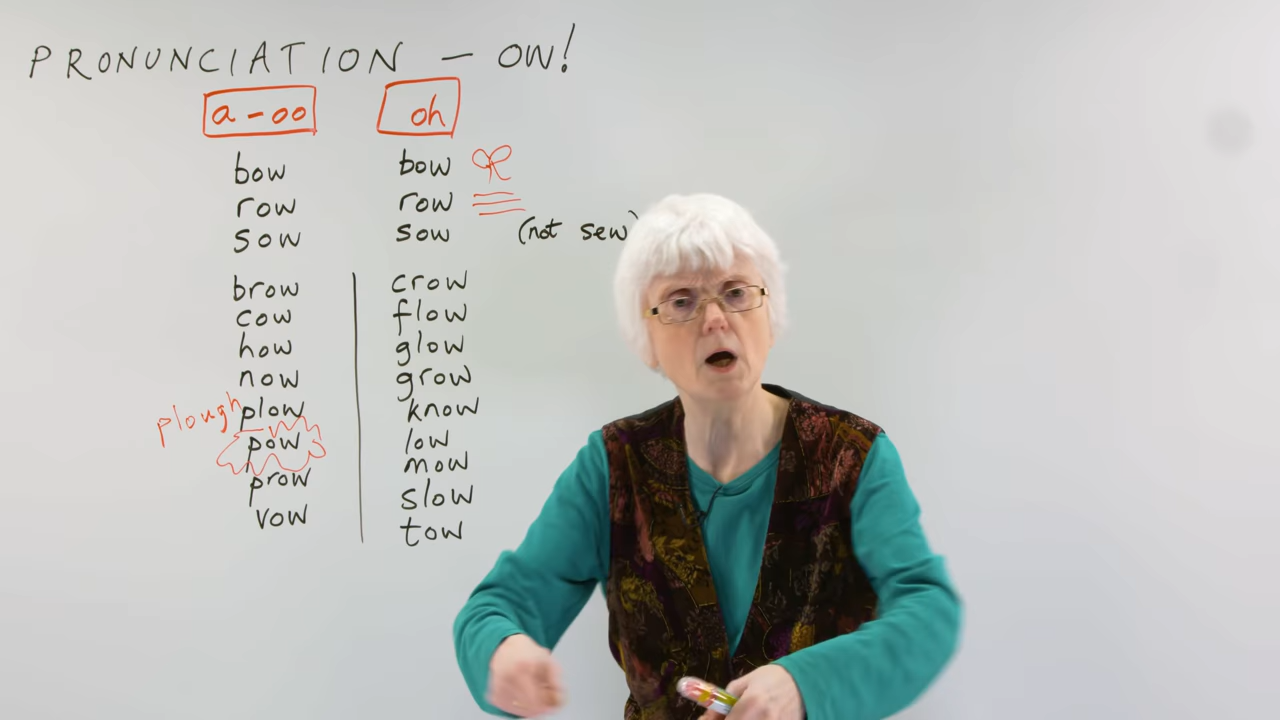 PRONUNCIATION - OW!
a-oo oh
bow bow
row row
sow sow (not sew)
brow crow
cow flow
how glow
now grow
plough plow know
pow low
prow mow
vow slow
tow